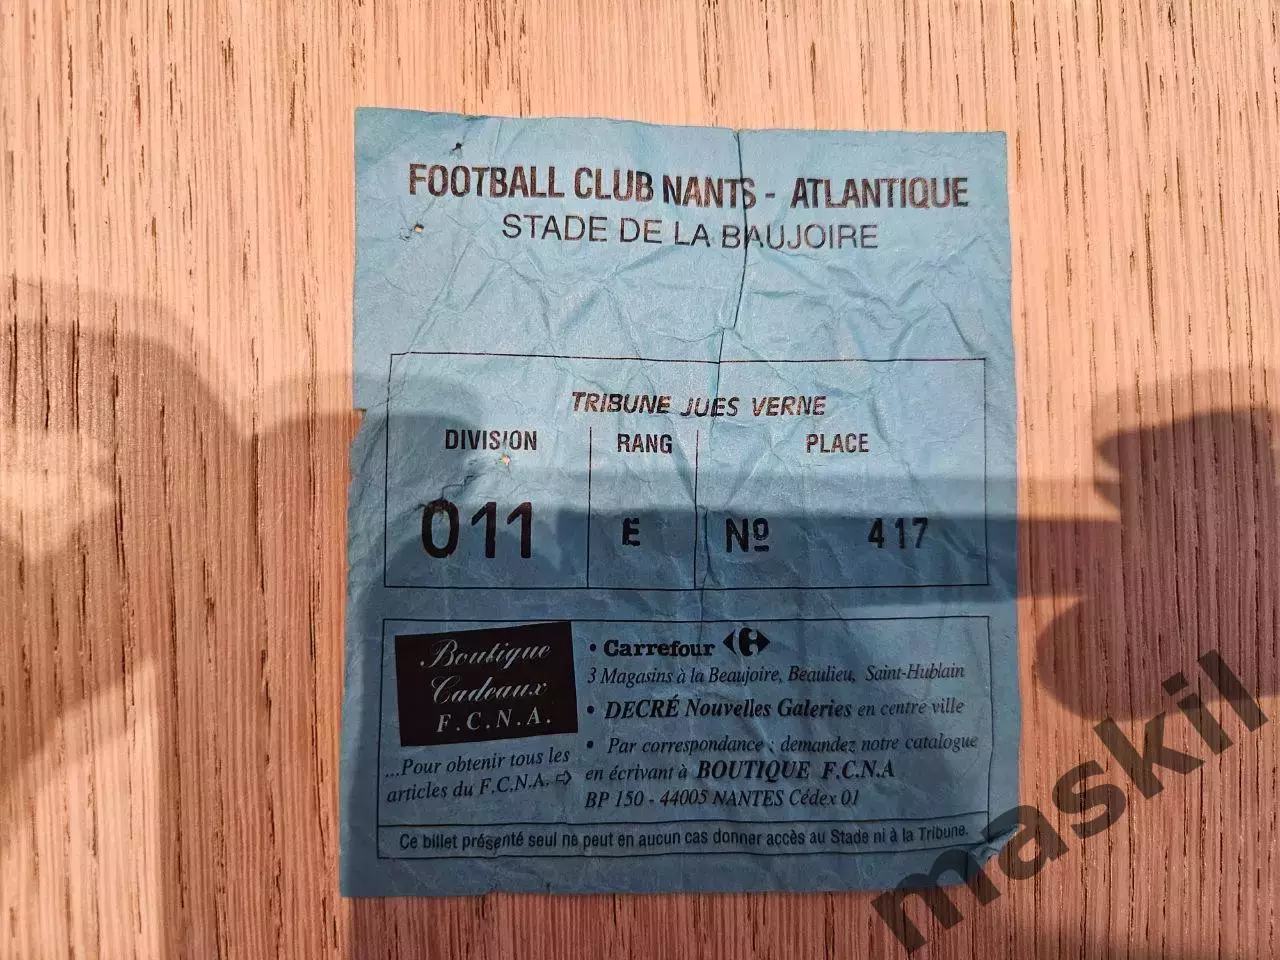 FOOTBALL CLUB NANTS - ATLANTIQUE
STADE DE LA BAUJOIRE
TRIBUNE JUES VERNE
DIVISION RANG PLACE
011 E Nº 417
Boutique
Cadeaux
F.C.N.A.
...Pour obtenir tous les
articles du F.C.N.A. ⇨
• Carrefour
3 Magasins à la Beaujoire, Beaulieu, Saint-Hublain
• DECRÉ Nouvelles Galeries en centre ville
• Par correspondance : demandez notre catalogue
en écrivant à BOUTIQUE F.C.N.A
BP 150 - 44005 NANTES Cédex 01
Ce billet présenté seul ne peut en aucun cas donner accès au Stade ni à la Tribune.
maskil